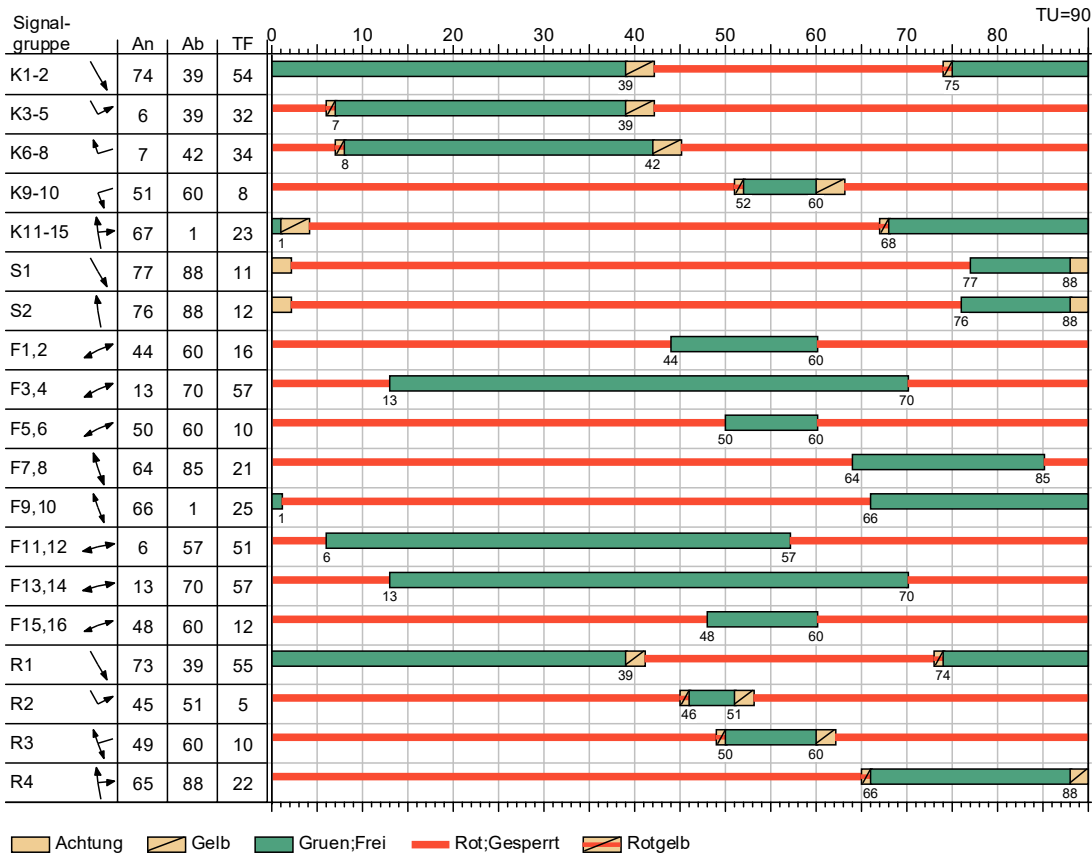 TU=90
Signal-
gruppe An Ab TF 0 10 20 30 40 50 60 70 80
K1-2 74 39 54
39 75
K3-5 6 39 32
7 39
K6-8 7 42 34
8 42
K9-10 51 60 8
52 60
K11-15 67 1 23
1 68
S1 77 88 11
77 88
S2 76 88 12
76 88
F1,2 44 60 16
44 60
F3,4 13 70 57
13 70
F5,6 50 60 10
50 60
F7,8 64 85 21
64 85
F9,10 66 1 25
1 66
F11,12 6 57 51
6 57
F13,14 13 70 57
13 70
F15,16 48 60 12
48 60
R1 73 39 55
39 74
R2 45 51 5
46 51
R3 49 60 10
50 60
R4 65 88 22
66 88
Achtung Gelb Gruen;Frei Rot;Gesperrt Rotgelb